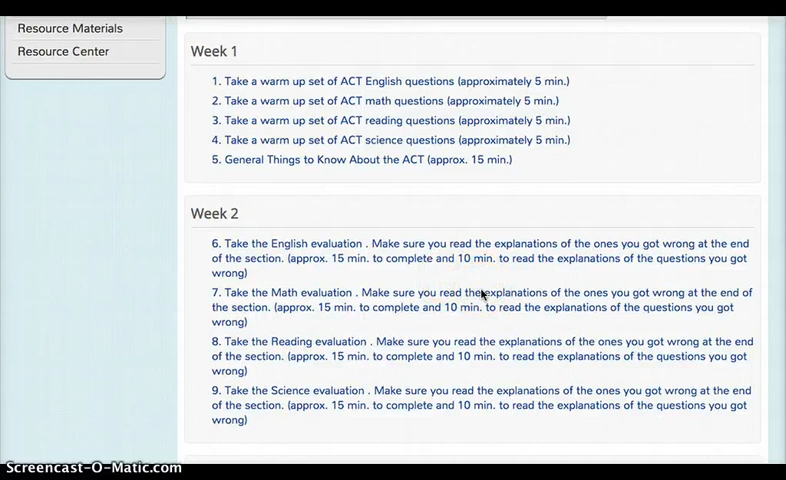 Resource Materials
Resource Center
Week 1
1. Take a warm up set of ACT English questions (approximately 5 min.)
2. Take a warm up set of ACT math questions (approximately 5 min.)
3. Take a warm up set of ACT reading questions (approximately 5 min.)
4. Take a warm up set of ACT science questions (approximately 5 min.)
5. General Things to Know About the ACT (approx. 15 min.)
Week 2
6. Take the English evaluation . Make sure you read the explanations of the ones you got wrong at the end
of the section. (approx. 15 min. to complete and 10 min. to read the explanations of the questions you got
wrong)
7. Take the Math evaluation . Make sure you read the explanations of the ones you got wrong at the end of
the section. (approx. 15 min. to complete and 10 min. to read the explanations of the questions you got
wrong)
8. Take the Reading evaluation . Make sure you read the explanations of the ones you got wrong at the end
of the section. (approx. 15 min. to complete and 10 min. to read the explanations of the questions you got
wrong)
9. Take the Science evaluation . Make sure you read the explanations of the ones you got wrong at the end
of the section. (approx. 15 min. to complete and 10 min. to read the explanations of the questions you got
wrong)
Screencast-O-Matic.com